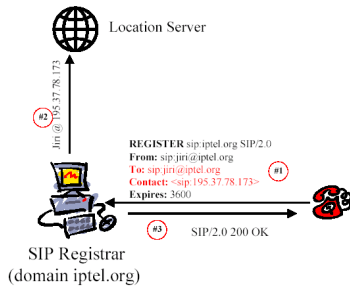 Location Server
Jiri @ 195.37.78.173
#2
REGISTER sip:iptel.org SIP/2.0
From: sip:jiri@iptel.org
To: sip:jiri@iptel.org
Contact: <sip:195.37.78.173>
Expires: 3600
#1
#3
SIP/2.0 200 OK
SIP Registrar
(domain iptel.org)